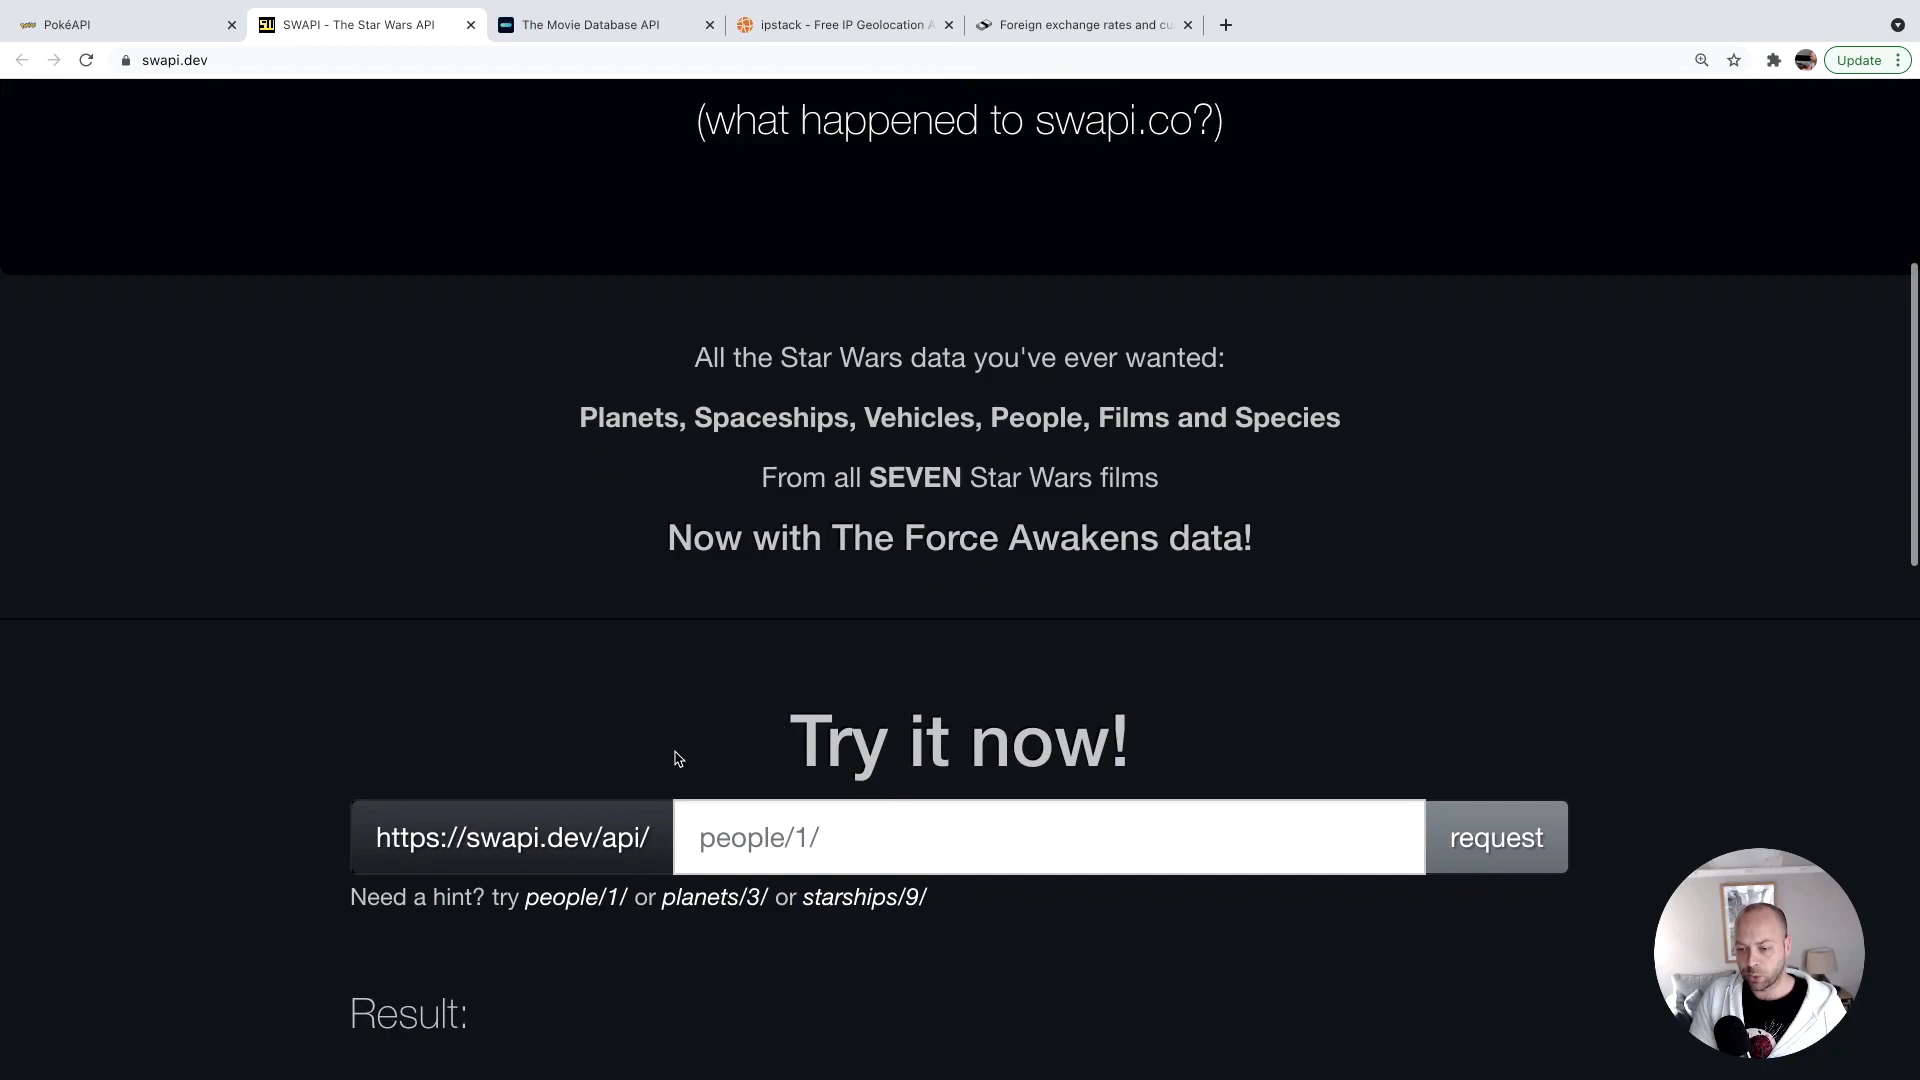 PokéAPI
SWAPI - The Star Wars API
The Movie Database API
ipstack - Free IP Geolocation A
Foreign exchange rates and cu
swapi.dev
Update
(what happened to swapi.co?)
All the Star Wars data you've ever wanted:
Planets, Spaceships, Vehicles, People, Films and Species
From all SEVEN Star Wars films
Now with The Force Awakens data!
Try it now!
https://swapi.dev/api/
people/1/
request
Need a hint? try people/1/ or planets/3/ or starships/9/
Result: